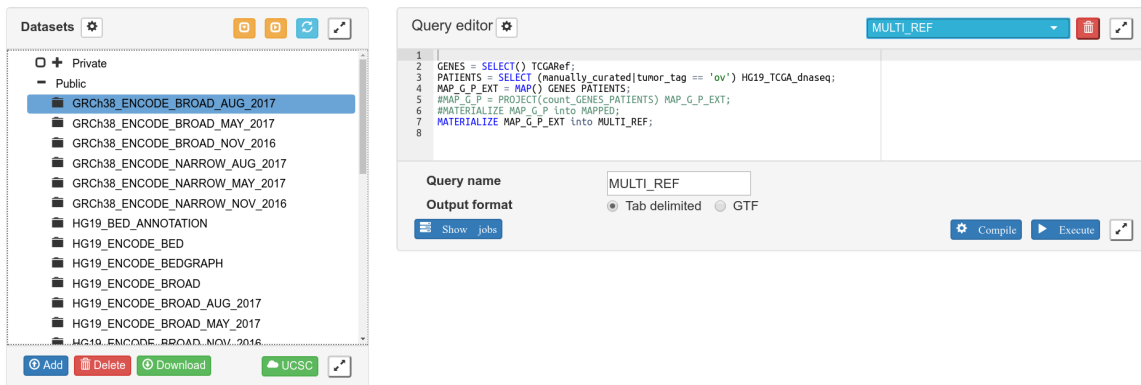 Datasets
Private
Public
GRCh38_ENCODE_BROAD_AUG_2017
GRCh38_ENCODE_BROAD_MAY_2017
GRCh38_ENCODE_BROAD_NOV_2016
GRCh38_ENCODE_NARROW_AUG_2017
GRCh38_ENCODE_NARROW_MAY_2017
GRCh38_ENCODE_NARROW_NOV_2016
HG19_BED_ANNOTATION
HG19_ENCODE_BED
HG19_ENCODE_BEDGRAPH
HG19_ENCODE_BROAD
HG19_ENCODE_BROAD_AUG_2017
HG19_ENCODE_BROAD_MAY_2017
HG19_ENCODE_BROAD_NOV_2016
Add Delete Download UCSC
Query editor MULTI_REF
1
2 GENES = SELECT() TCGARef;
3 PATIENTS = SELECT (manually_curated|tumor_tag == 'ov') HG19_TCGA_dnaseq;
4 MAP_G_P_EXT = MAP() GENES PATIENTS;
5 #MAP_G_P = PROJECT(count_GENES_PATIENTS) MAP_G_P_EXT;
6 #MATERIALIZE MAP_G_P into MAPPED;
7 MATERIALIZE MAP_G_P_EXT into MULTI_REF;
8
Query name MULTI_REF
Output format Tab delimited GTF
Show jobs Compile Execute